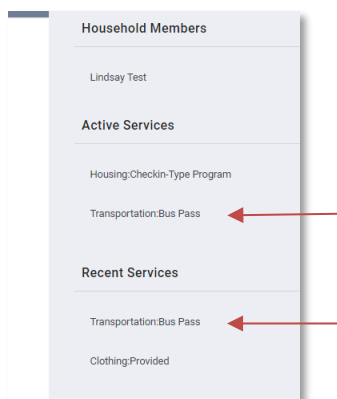 Household Members
Lindsay Test
Active Services
Housing:Checkin-Type Program
Transportation:Bus Pass
Recent Services
Transportation:Bus Pass
Clothing:Provided